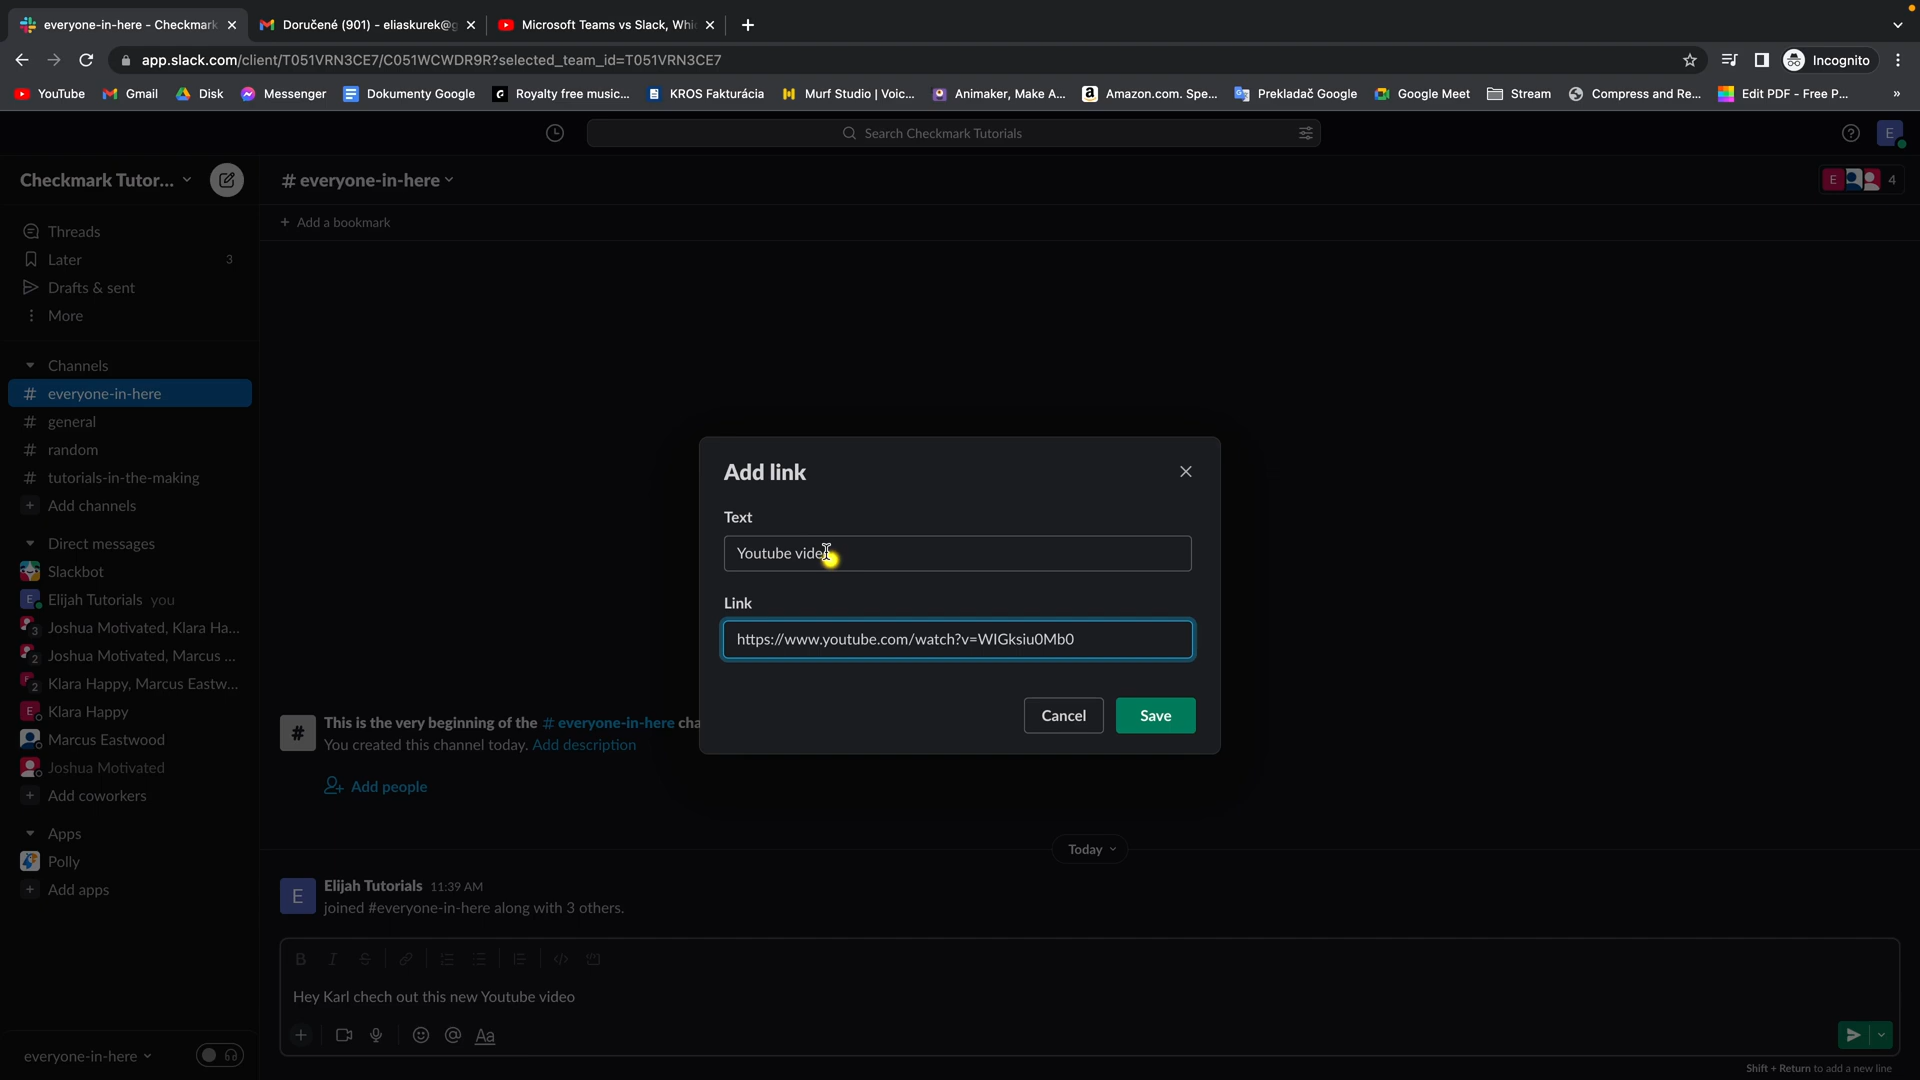 everyone-in-here - Checkmark
Doručené (901) - eliaskurek@g
Microsoft Teams vs Slack, Whi
app.slack.com/client/T051VRN3CE7/C051WCWDR9R?selected_team_id=T051VRN3CE7
Incognito
YouTube
Gmail
Disk
Messenger
Dokumenty Google
Royalty free music...
KROS Fakturácia
Murf Studio | Voic...
Animaker, Make A...
Amazon.com. Spe...
Prekladač Google
Google Meet
Stream
Compress and Re...
Edit PDF - Free P...
»
Search Checkmark Tutorials
E
Checkmark Tutor...
# everyone-in-here
E
4
Threads
Later 3
Drafts & sent
More
+ Add a bookmark
Channels
# everyone-in-here
# general
# random
# tutorials-in-the-making
+ Add channels
Direct messages
Slackbot
E Elijah Tutorials you
3 Joshua Motivated, Klara Ha...
2 Joshua Motivated, Marcus ...
2 Klara Happy, Marcus Eastw...
E Klara Happy
Marcus Eastwood
Joshua Motivated
+ Add coworkers
Apps
Polly
+ Add apps
everyone-in-here
Add link
Text
Youtube video
Link
https://www.youtube.com/watch?v=WIGksiu0Mb0
Cancel
Save
# This is the very beginning of the # everyone-in-here cha
You created this channel today. Add description
Add people
Today
E
Elijah Tutorials 11:39 AM
joined #everyone-in-here along with 3 others.
B I S
Hey Karl chech out this new Youtube video
+ @ Aa
Shift + Return to add a new line